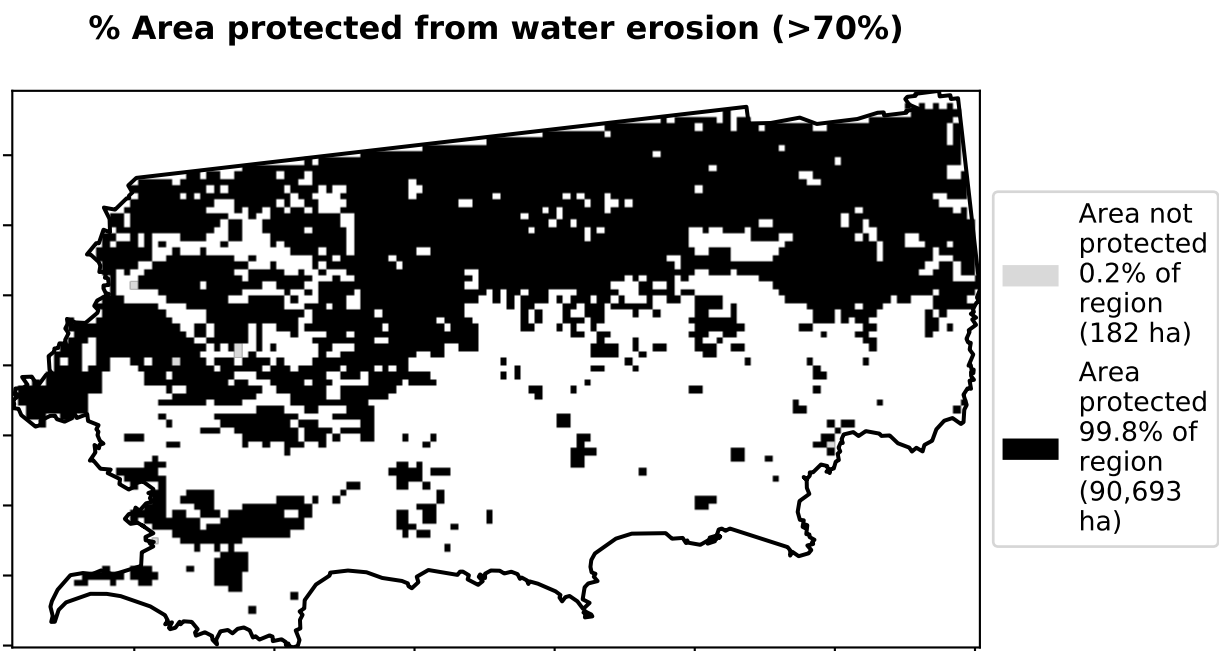 % Area protected from water erosion (>70%)
Area not
protected
0.2% of
region
(182 ha)
Area
protected
99.8% of
region
(90,693
ha)